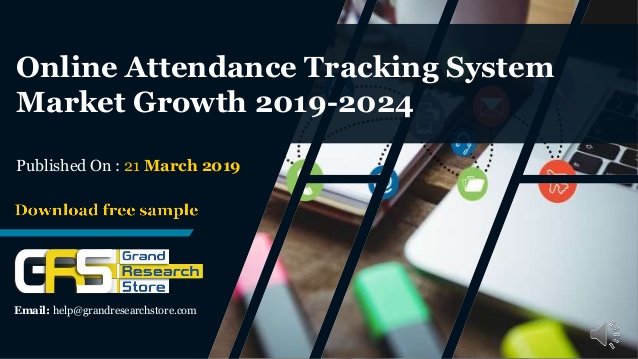 Online Attendance Tracking System
Market Growth 2019-2024
Published On : 21 March 2019
Download free sample
GRS
Grand
Research
Store
Email: help@grandresearchstore.com